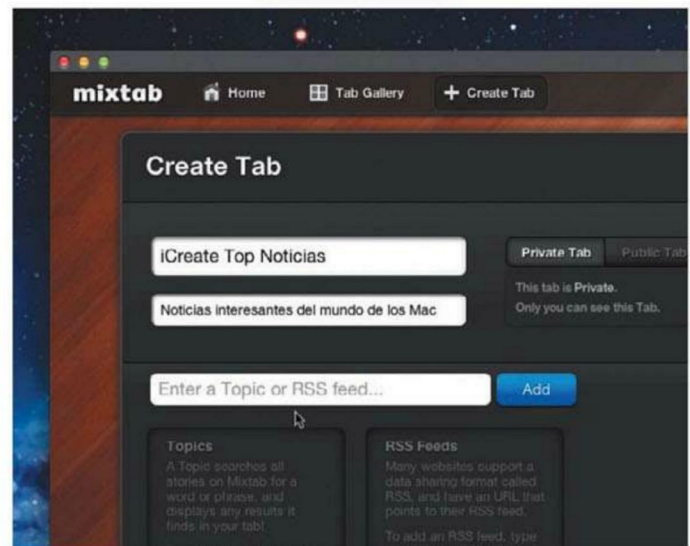 mixtab Home Tab Gallery + Create Tab
Create Tab
iCreate Top Noticias
Private Tab Public Tab
Noticias interesantes del mundo de los Mac
This tab is Private.
Only you can see this Tab.
Enter a Topic or RSS feed... Add
Topics
A Topic searches all
stories on Mixtab for a
word or phrase, and
displays any results it
finds in your tab!
RSS Feeds
Many websites support a
data sharing format called
RSS, and have an URL that
points to their RSS feed.
To add an RSS feed, type